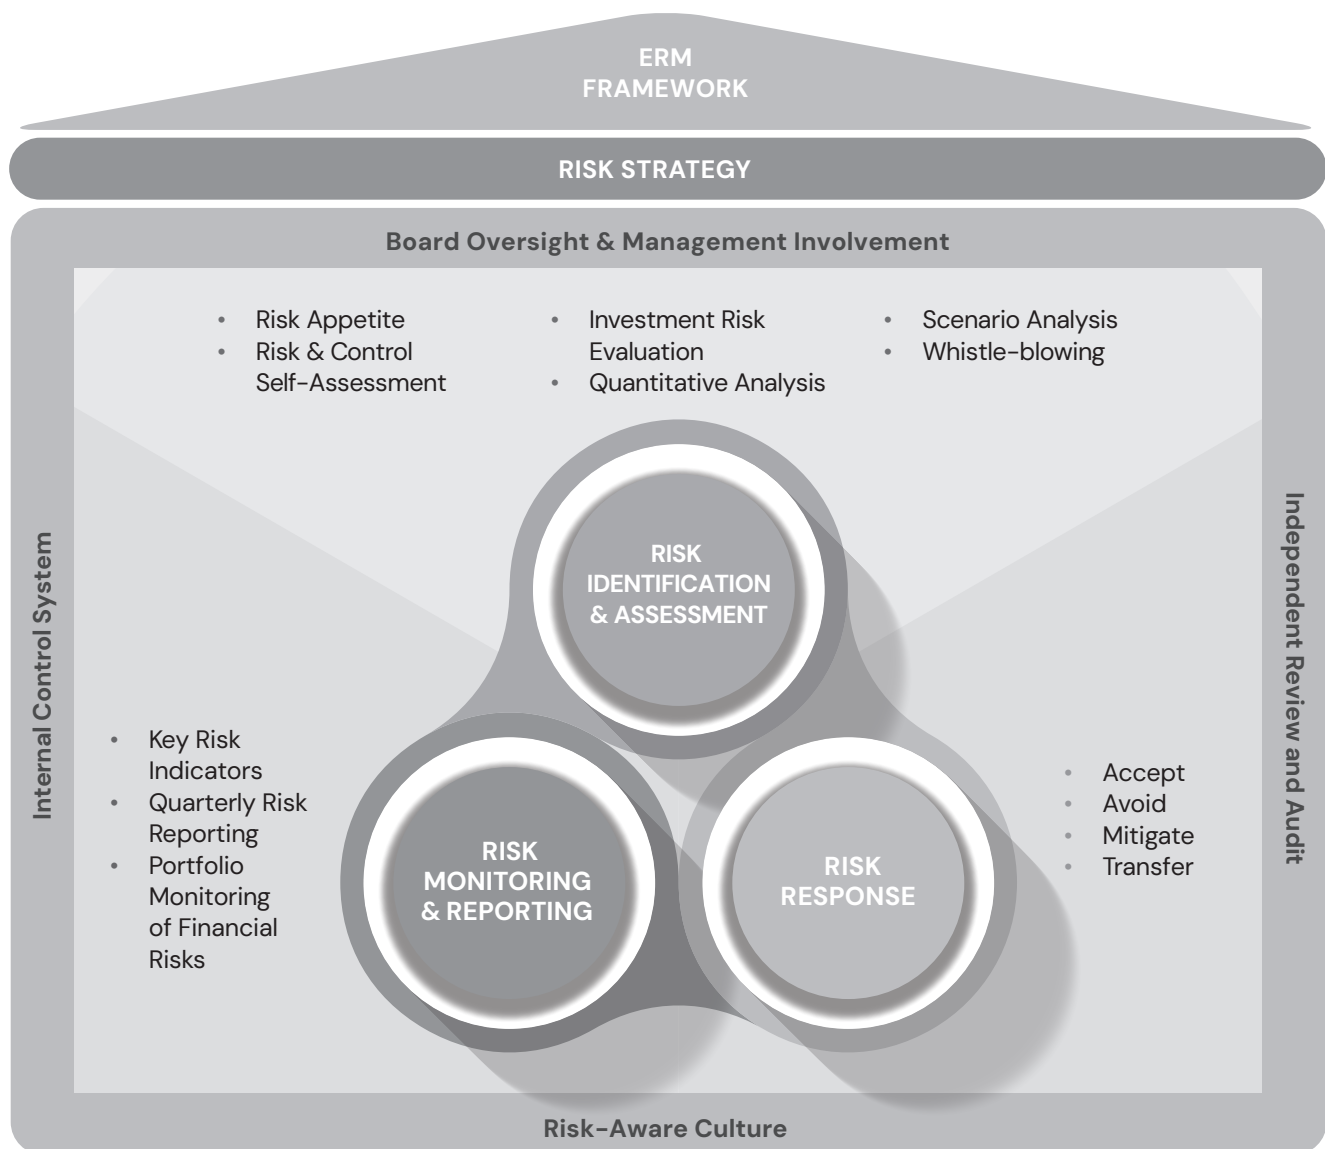 ERM
FRAMEWORK
RISK STRATEGY
Board Oversight & Management Involvement
• Risk Appetite
• Risk & Control
Self-Assessment
• Investment Risk
Evaluation
• Quantitative Analysis
• Scenario Analysis
• Whistle-blowing
Internal Control System
Independent Review and Audit
RISK
IDENTIFICATION
& ASSESSMENT
• Key Risk
Indicators
• Quarterly Risk
Reporting
• Portfolio
Monitoring
of Financial
Risks
RISK
MONITORING
& REPORTING
RISK
RESPONSE
• Accept
• Avoid
• Mitigate
• Transfer
Risk-Aware Culture